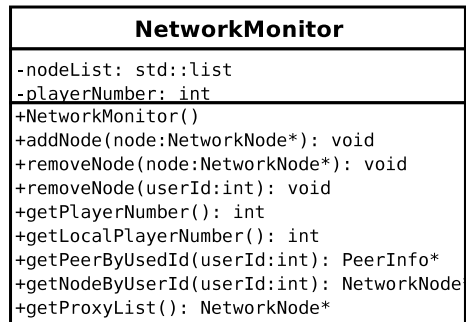 NetworkMonitor
-nodeList: std::list
-playerNumber: int
+NetworkMonitor()
+addNode(node:NetworkNode*): void
+removeNode(node:NetworkNode*): void
+removeNode(userId:int): void
+getPlayerNumber(): int
+getLocalPlayerNumber(): int
+getPeerByUsedId(userId:int): PeerInfo*
+getNodeByUserId(userId:int): NetworkNode*
+getProxyList(): NetworkNode*